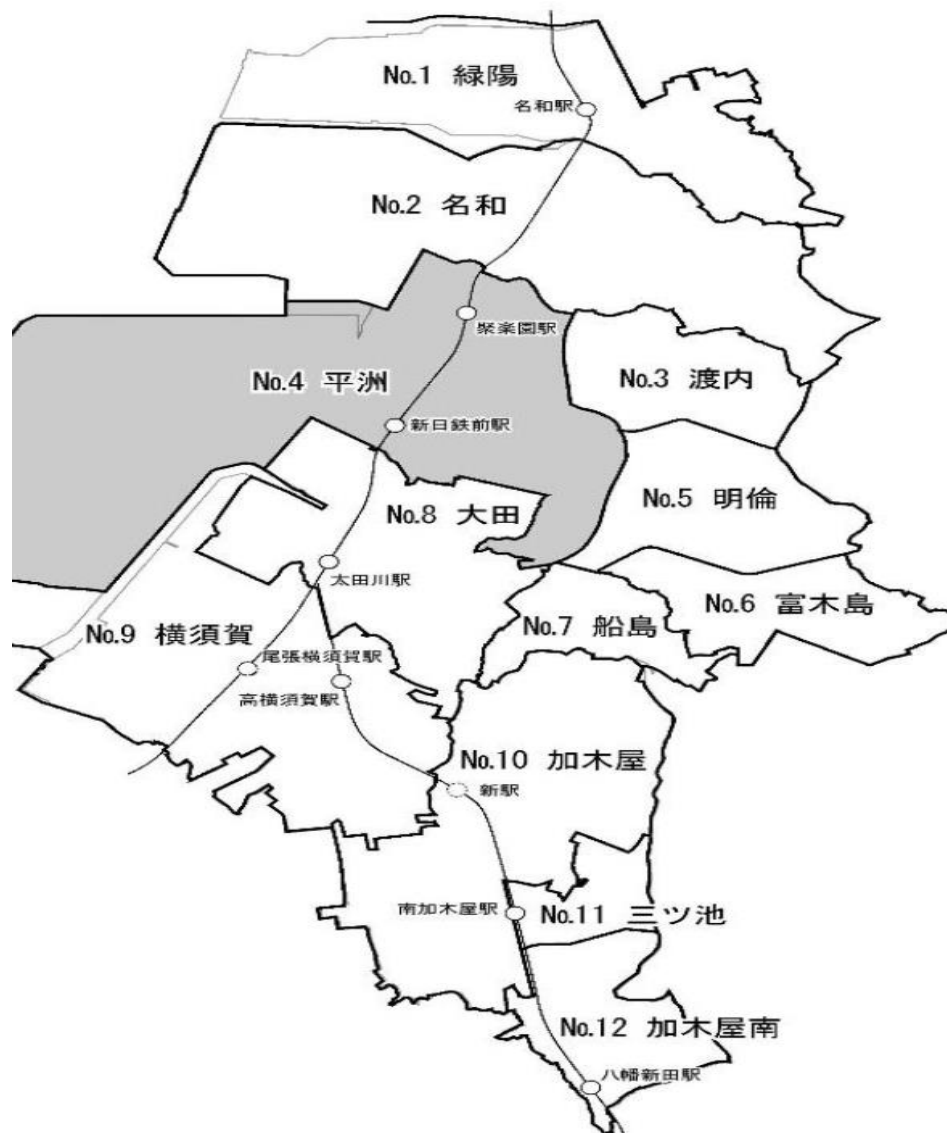 No.1 緑陽
名和駅
No.2 名和
聚楽園駅
No.3 渡内
No.4 平洲
新日鉄前駅
No.5 明倫
No.8 大田
太田川駅
No.6 富木島
No.7 船島
No.9 横須賀
尾張横須賀駅
高横須賀駅
No.10 加木屋
新駅
南加木屋駅
No.11 三ツ池
No.12 加木屋南
八幡新田駅